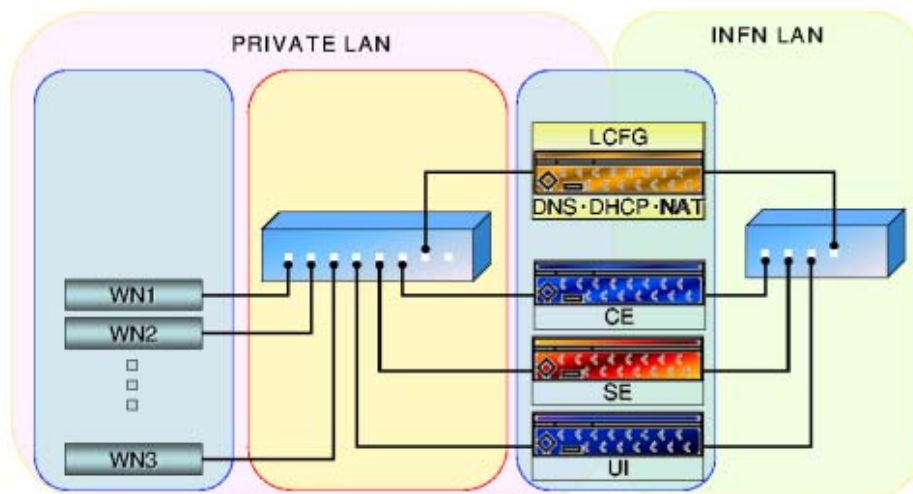 PRIVATE LAN
INFN LAN
LCFG
DNS·DHCP·NAT
WN1
CE
WN2
SE
WN3
UI